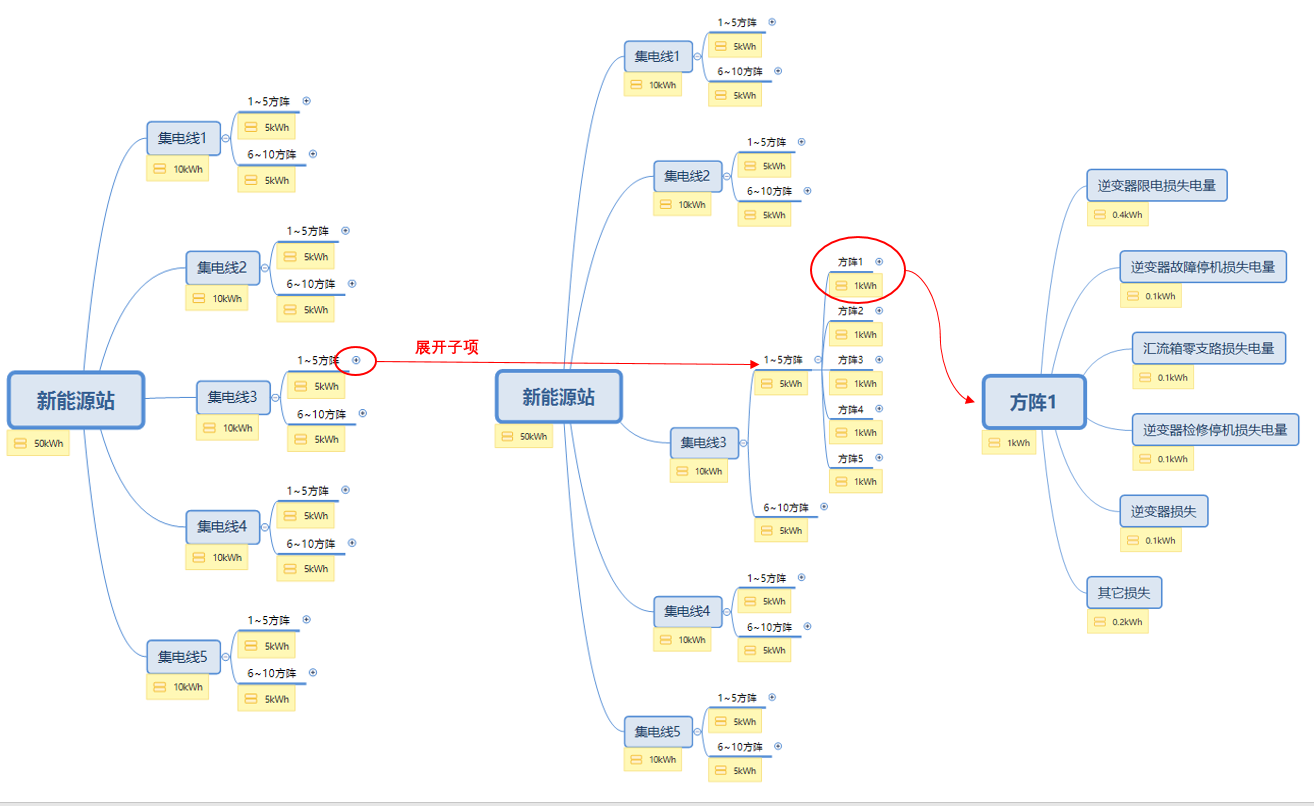 新能源站
50kWh
集电线1
10kWh
1~5方阵
5kWh
6~10方阵
5kWh
集电线2
10kWh
1~5方阵
5kWh
6~10方阵
5kWh
集电线3
10kWh
1~5方阵
5kWh
6~10方阵
5kWh
集电线4
10kWh
1~5方阵
5kWh
6~10方阵
5kWh
集电线5
10kWh
1~5方阵
5kWh
6~10方阵
5kWh
展开子项
新能源站
50kWh
集电线1
10kWh
1~5方阵
5kWh
6~10方阵
5kWh
集电线2
10kWh
1~5方阵
5kWh
6~10方阵
5kWh
集电线3
10kWh
1~5方阵
5kWh
方阵1
1kWh
方阵2
1kWh
方阵3
1kWh
方阵4
1kWh
方阵5
1kWh
6~10方阵
5kWh
集电线4
10kWh
1~5方阵
5kWh
6~10方阵
5kWh
集电线5
10kWh
1~5方阵
5kWh
6~10方阵
5kWh
方阵1
1kWh
逆变器限电损失电量
0.4kWh
逆变器故障停机损失电量
0.1kWh
汇流箱零支路损失电量
0.1kWh
逆变器检修停机损失电量
0.1kWh
逆变器损失
0.1kWh
其它损失
0.2kWh